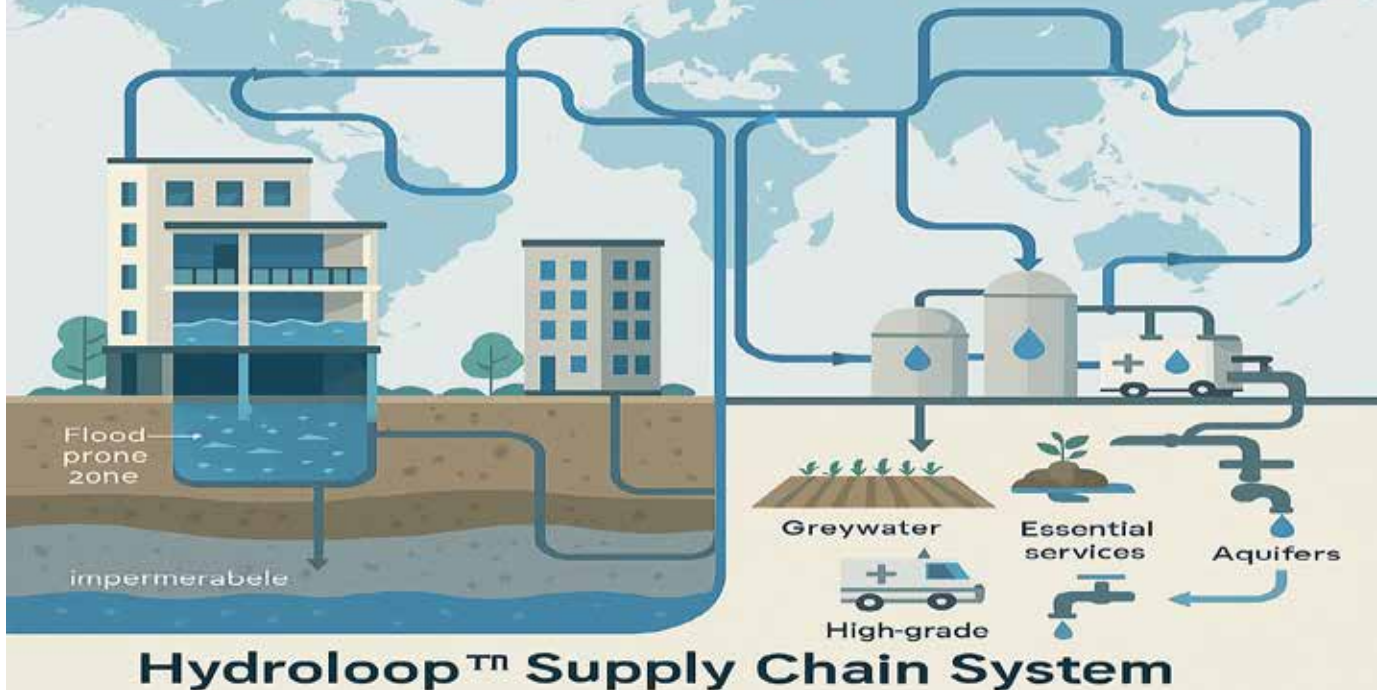 Flood
prone
zone
impermerabele
Greywater
Essential
services
Aquifers
High-grade
Hydroloop™ Supply Chain System